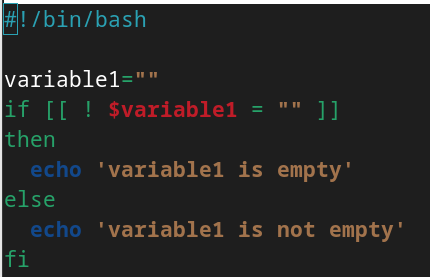 #!/bin/bash

variable1=""
if [[ ! $variable1 = "" ]]
then
  echo 'variable1 is empty'
else
  echo 'variable1 is not empty'
fi